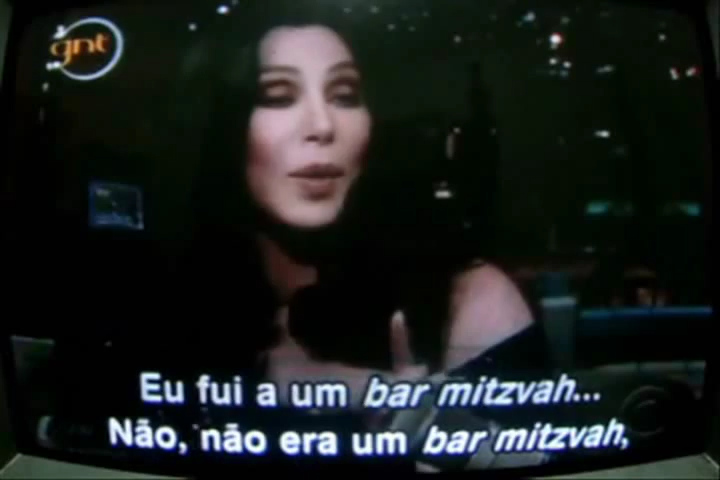 gnt
Eu fui a um bar mitzvah...
Não, não era um bar mitzvah,